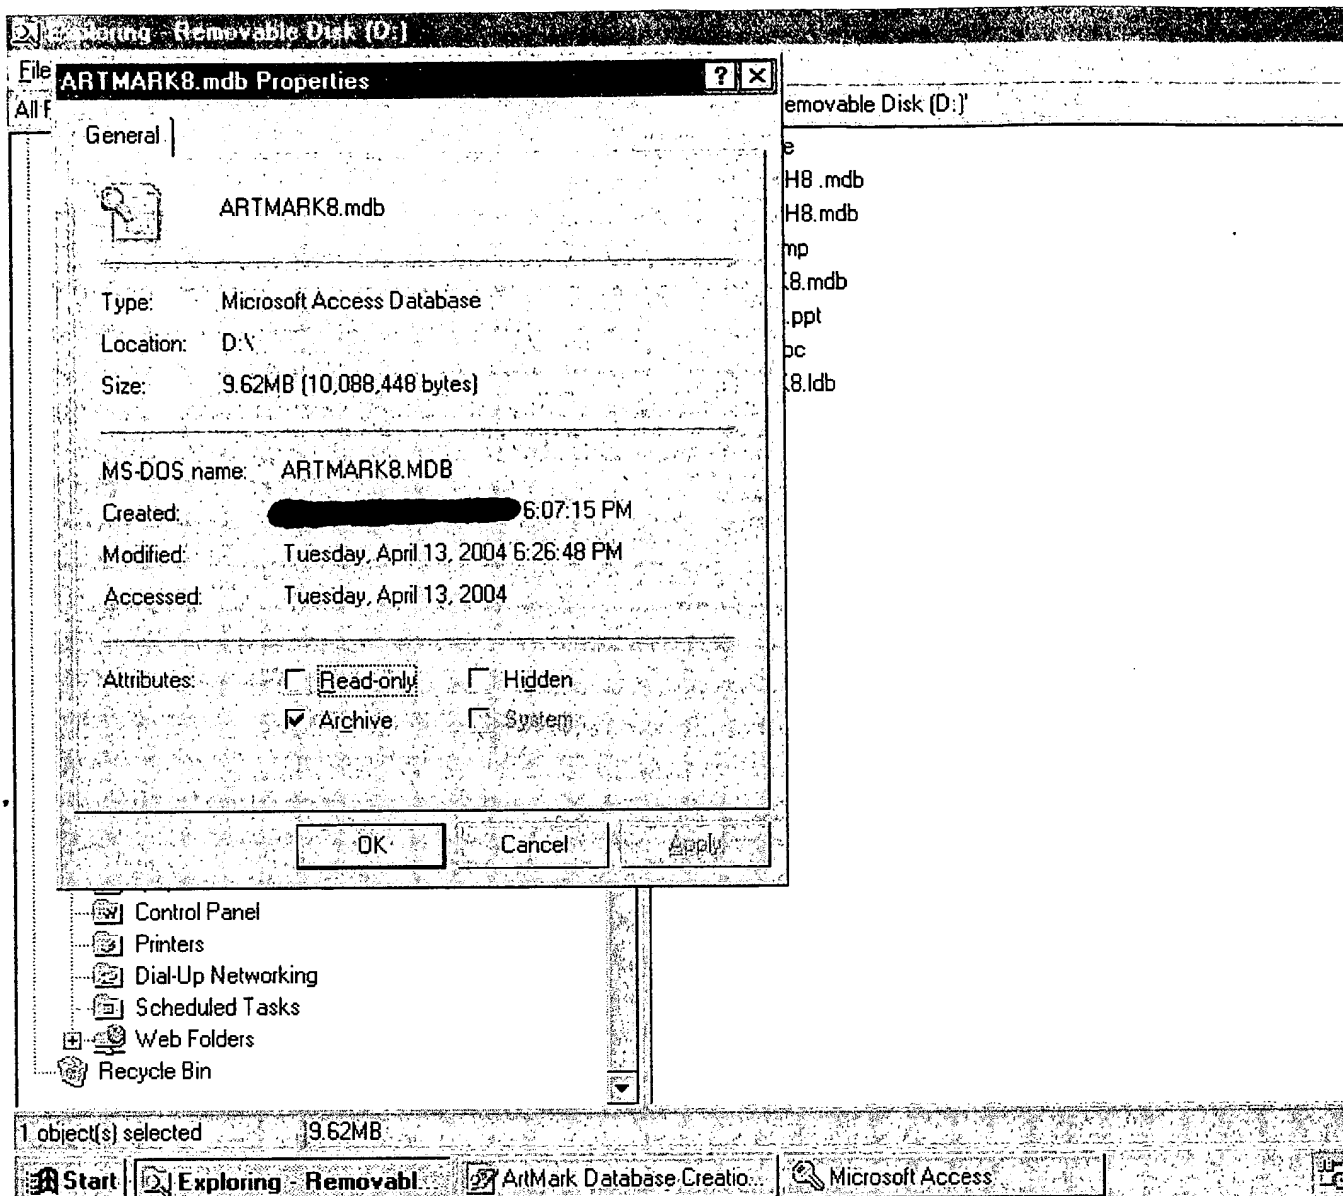 Exploring - Removable Disk (D:)
File
ARTMARK8.mdb Properties
All F
emovable Disk (D:)'
General
e
H8 .mdb
ARTMARK8.mdb
H8.mdb
mp
K8.mdb
Type: Microsoft Access Database
.ppt
Location: D:\
oc
Size: 9.62MB (10,088,448 bytes)
K8.ldb
MS-DOS name: ARTMARK8.MDB
Created: 6:07:15 PM
Modified: Tuesday, April 13, 2004 6:26:48 PM
Accessed: Tuesday, April 13, 2004
Attributes: Read-only Hidden
Archive System
OK Cancel Apply
Control Panel
Printers
Dial-Up Networking
Scheduled Tasks
Web Folders
Recycle Bin
1 object(s) selected 9.62MB
Start Exploring - Removabl... ArtMark Database Creatio... Microsoft Access